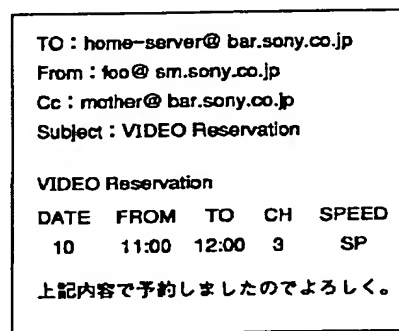 TO：home-server@ bar.sony.co.jp
From：foo@ sm.sony.co.jp
Cc：mother@ bar.sony.co.jp
Subject：VIDEO Reservation
VIDEO Reservation
DATE FROM TO CH SPEED
10 11:00 12:00 3 SP
上記内容で予約しましたのでよろしく。